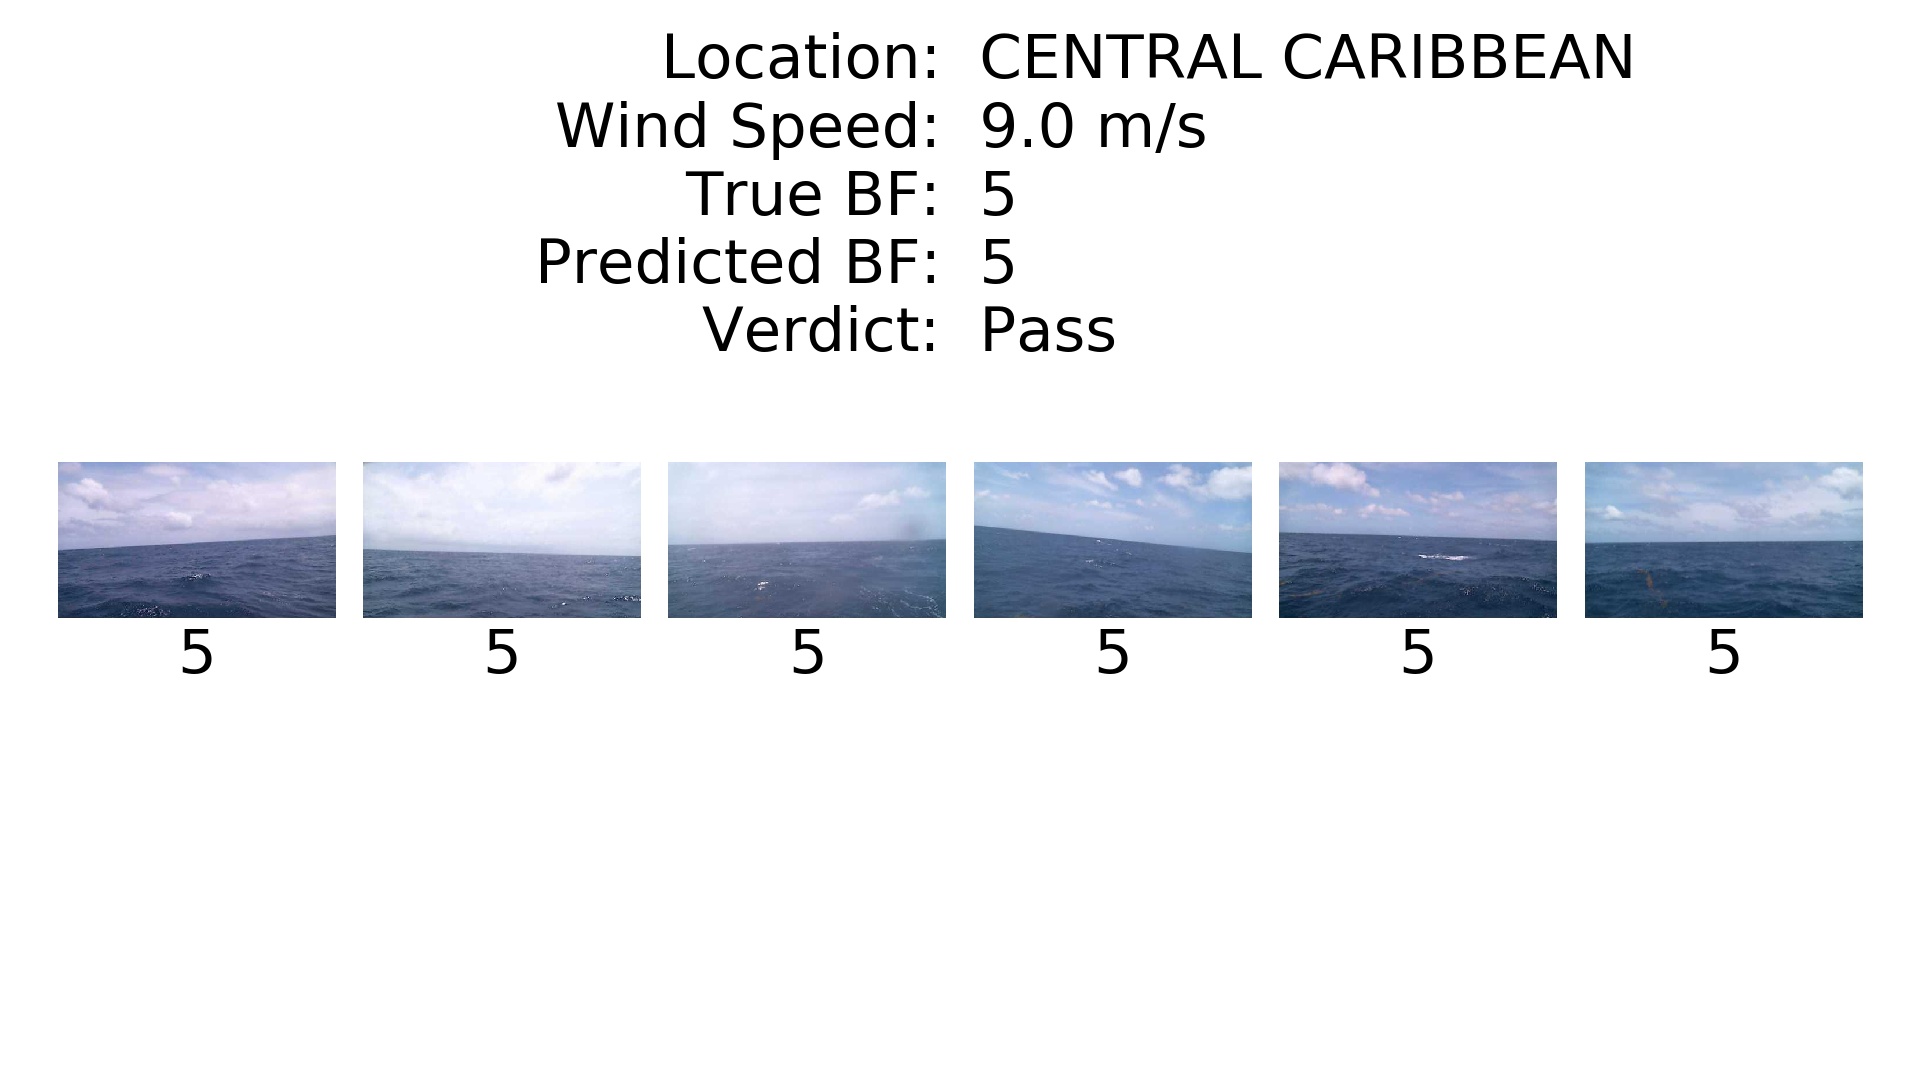 Location: CENTRAL CARIBBEAN
Wind Speed: 9.0 m/s
True BF: 5
Predicted BF: 5
Verdict: Pass
5 5 5 5 5 5